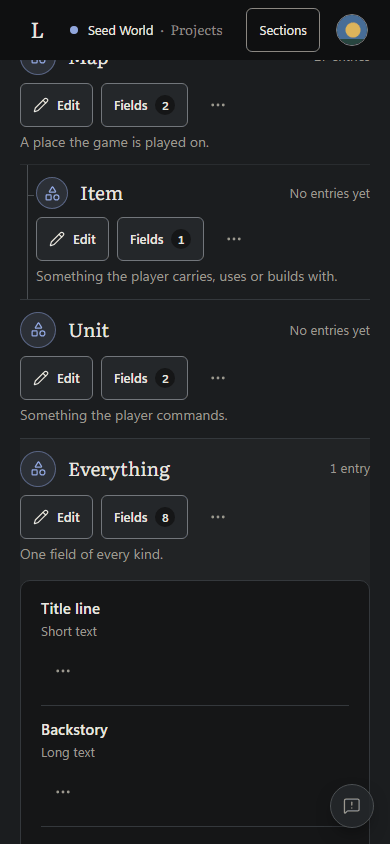 L
Seed World · Projects
Sections
Map
Edit
Fields 2
A place the game is played on.
Item
No entries yet
Edit
Fields 1
Something the player carries, uses or builds with.
Unit
No entries yet
Edit
Fields 2
Something the player commands.
Everything
1 entry
Edit
Fields 8
One field of every kind.
Title line
Short text
Backstory
Long text